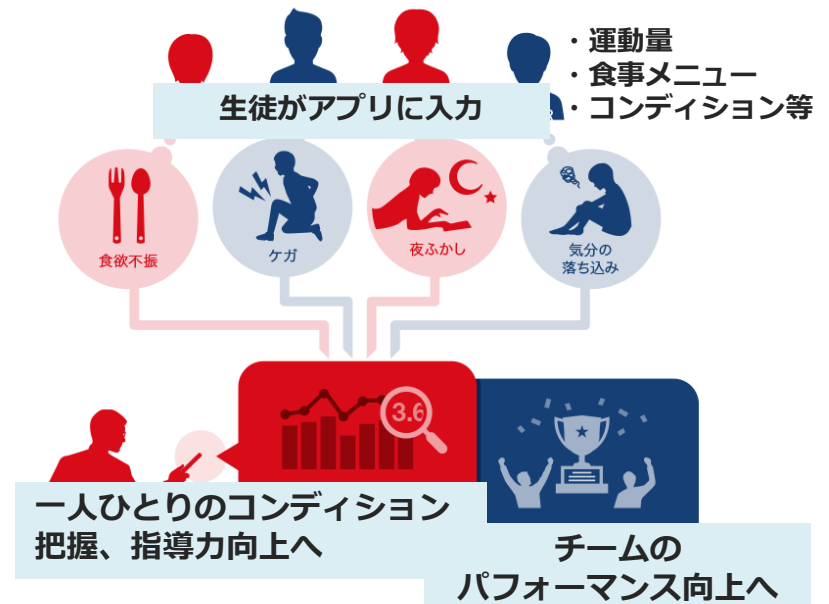 ・運動量
・食事メニュー
・コンディション等
生徒がアプリに入力
食欲不振
ケガ
夜ふかし
気分の
落ち込み
3.6
一人ひとりのコンディション
把握、指導力向上へ
チームの
パフォーマンス向上へ